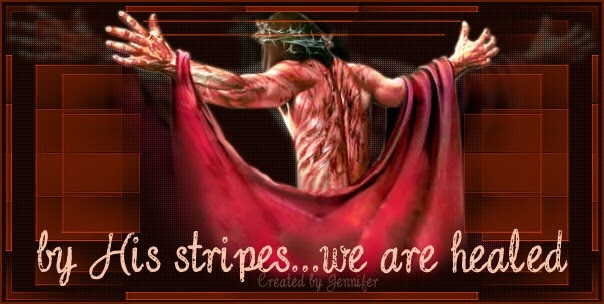 by His stripes...we are healed
Created by Jennifer